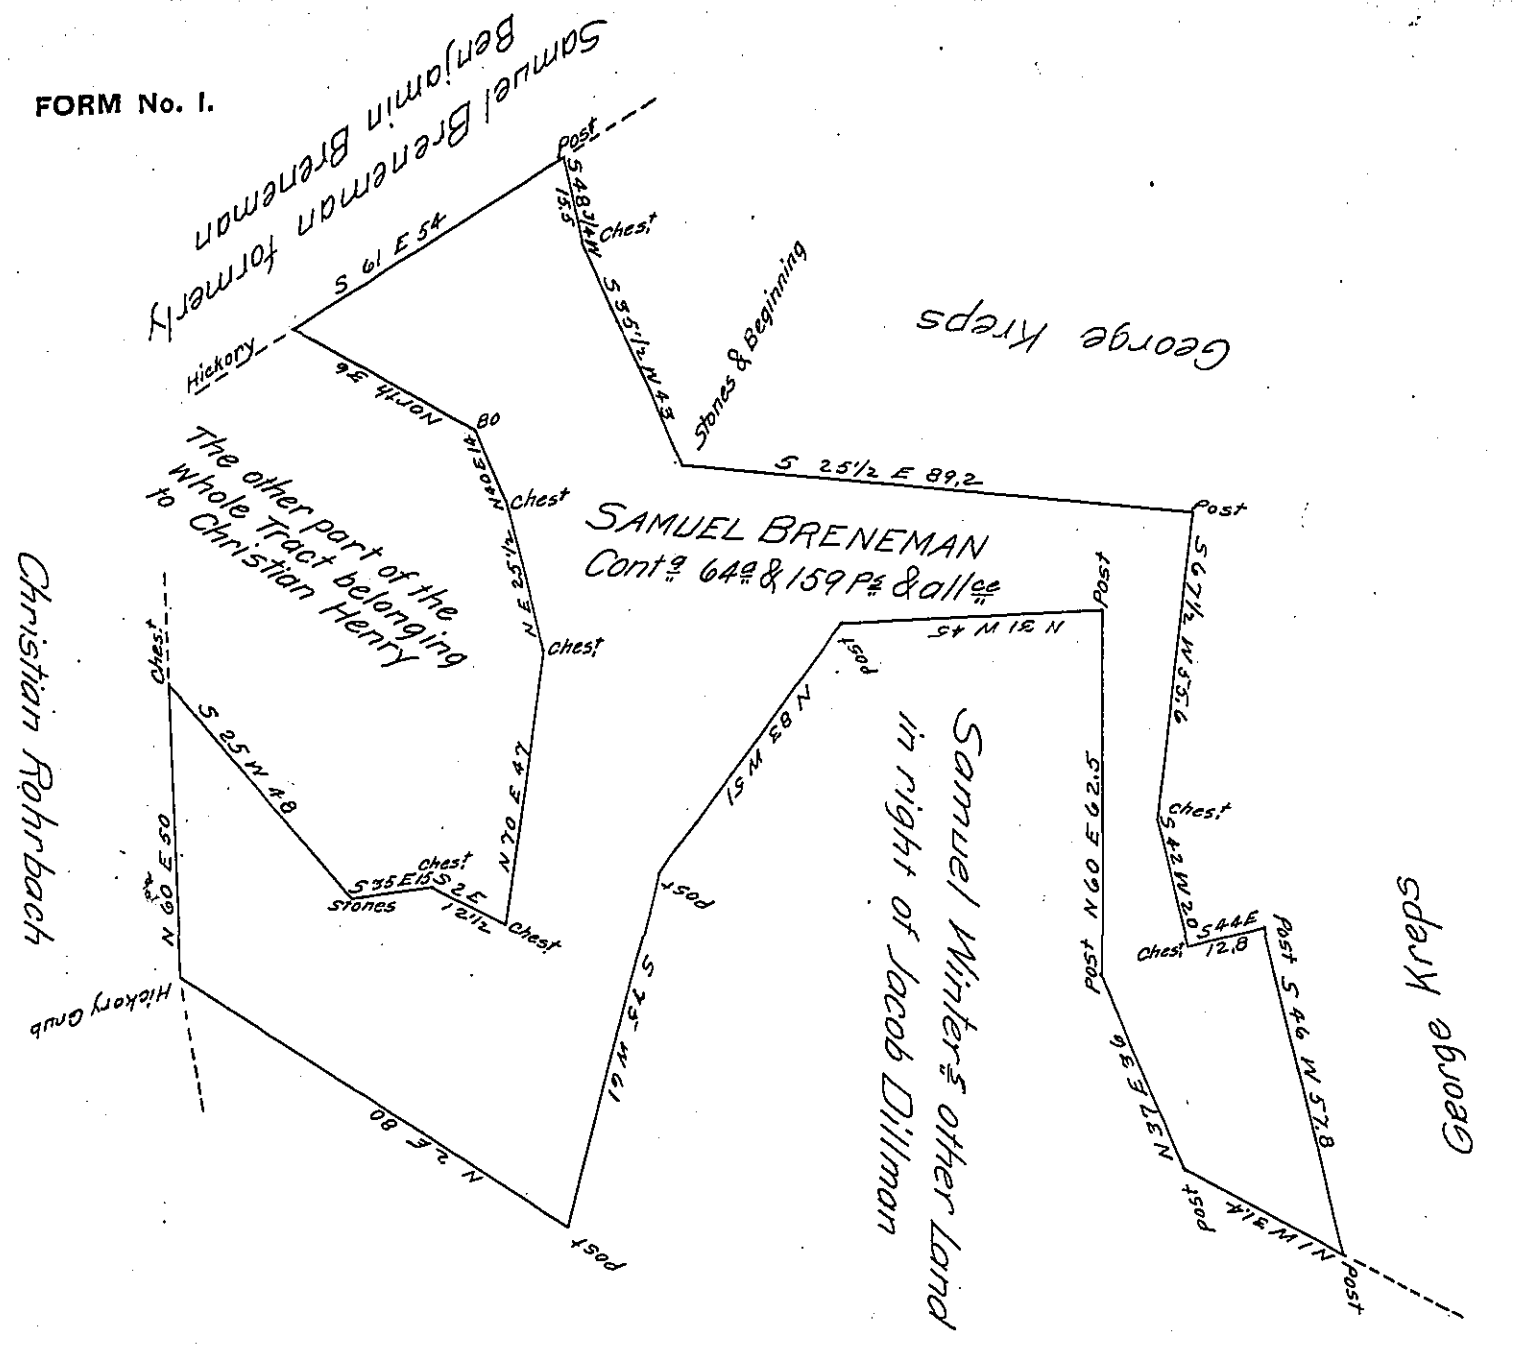 FORM No. 1.
Samuel Breneman formerly
Benjamin Breneman
Post
S 61 E 54
S 48 3/4 W
15.5
Chest
S 35 1/2 W 43
Stones & Beginning
George Kreps
Hickory
North 36
80
N 40 E 14
Chest
N E 25 1/2
Chest
The other part of the
whole Tract belonging
to Christian Henry
SAMUEL BRENEMAN
Contg 64a & 159 Ps & allce
S 25 1/2 E 89.2
Post
S 67 1/2 W 55.6
Chest
S 42 W 20
Chest
S 44 E
12.8
Post
S 46 W 57.8
Post
N 1 W 31.4
Post
N 27 E 36
Post
N 60 E 62.5
Post
N 31 W 45
Post
N 83 W 51
Post
S 75 W 61
Post
N 2 E 80
Hickory Grub
N 60 E 50
Chest
S 25 W 48
Stones
S 35 E 15
Chest
S 2 E
12 1/2
Chest
N 70 E 47
Christian Rohrbach
Samuel Winters other Land
in right of Jacob Dillman
George Kreps